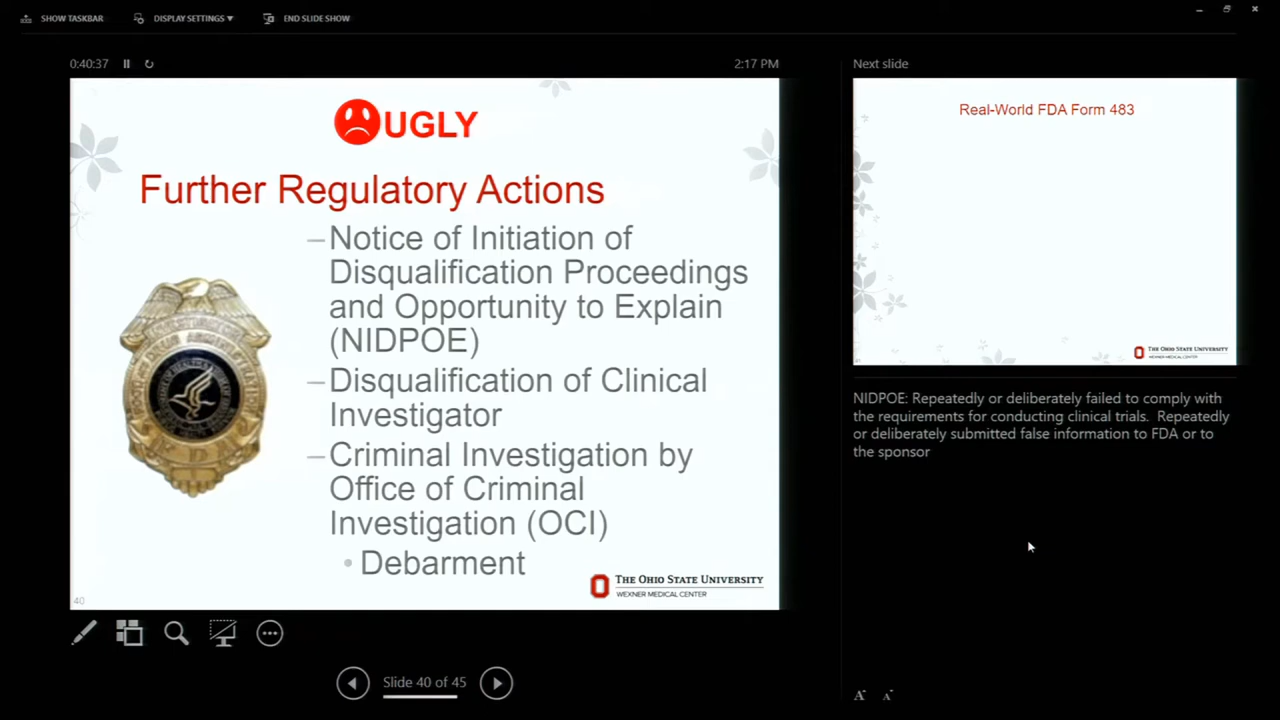 SHOW TASKBAR
DISPLAY SETTINGS ▼
END SLIDE SHOW
0:40:37
2:17 PM
UGLY
Further Regulatory Actions
–Notice of Initiation of
Disqualification Proceedings
and Opportunity to Explain
(NIDPOE)
–Disqualification of Clinical
Investigator
–Criminal Investigation by
Office of Criminal
Investigation (OCI)
• Debarment
THE OHIO STATE UNIVERSITY
WEXNER MEDICAL CENTER
40
Slide 40 of 45
Next slide
Real-World FDA Form 483
THE OHIO STATE UNIVERSITY
WEXNER MEDICAL CENTER
NIDPOE: Repeatedly or deliberately failed to comply with
the requirements for conducting clinical trials.  Repeatedly
or deliberately submitted false information to FDA or to
the sponsor
A
A